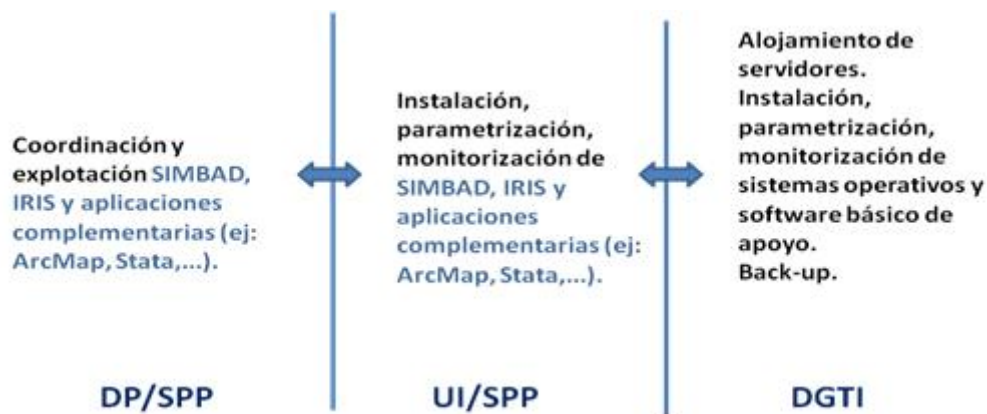 Coordinación y
explotación SIMBAD,
IRIS y aplicaciones
complementarias (ej:
ArcMap, Stata,...).
Instalación,
parametrización,
monitorización de
SIMBAD, IRIS y
aplicaciones
complementarias (ej:
ArcMap, Stata,...).
Alojamiento de
servidores.
Instalación,
parametrización,
monitorización de
sistemas operativos y
software básico de
apoyo.
Back-up.
DP/SPP
UI/SPP
DGTI